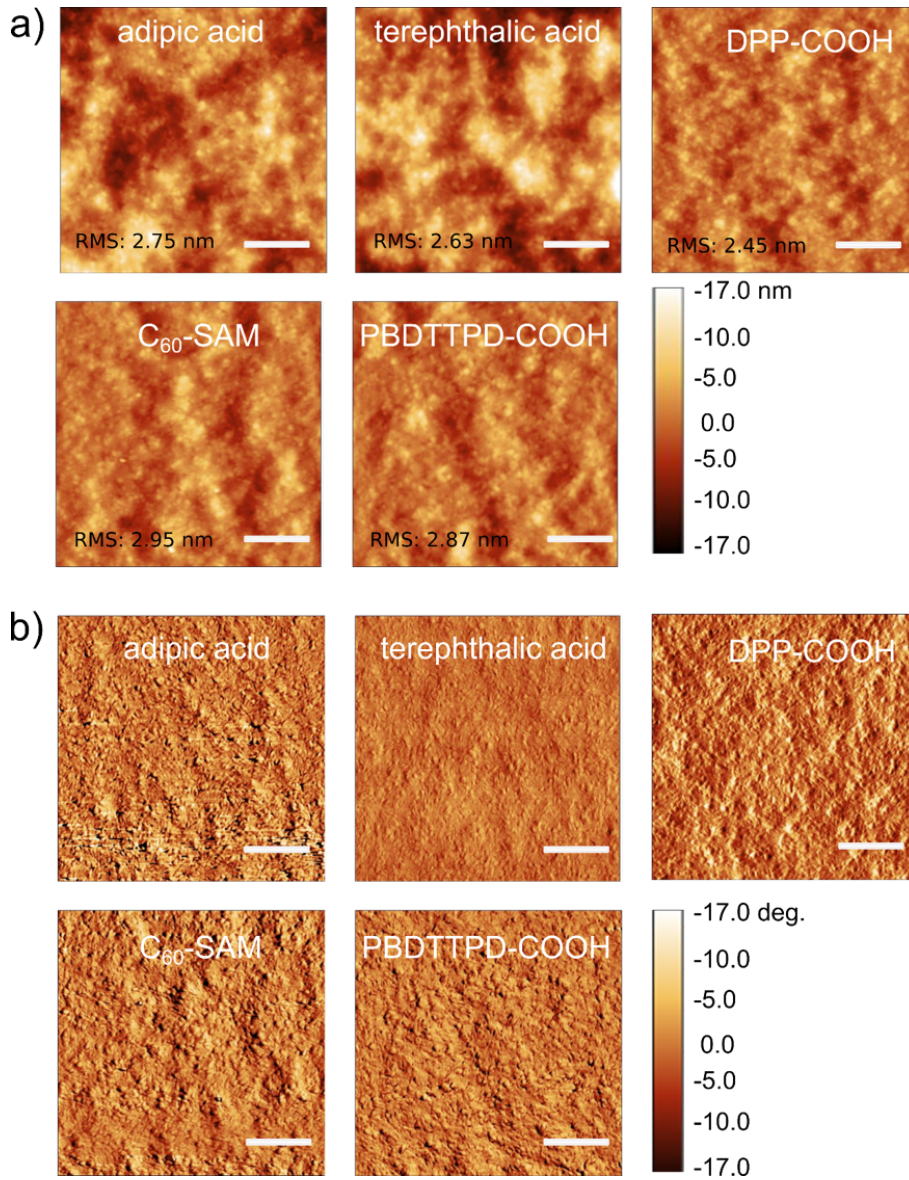 a)
adipic acid
terephthalic acid
DPP-COOH
RMS: 2.75 nm
RMS: 2.63 nm
RMS: 2.45 nm
C₆₀-SAM
PBDTTPD-COOH
RMS: 2.95 nm
RMS: 2.87 nm
-17.0 nm
-10.0
-5.0
0.0
-5.0
-10.0
-17.0
b)
adipic acid
terephthalic acid
DPP-COOH
C₆₀-SAM
PBDTTPD-COOH
-17.0 deg.
-10.0
-5.0
0.0
-5.0
-10.0
-17.0